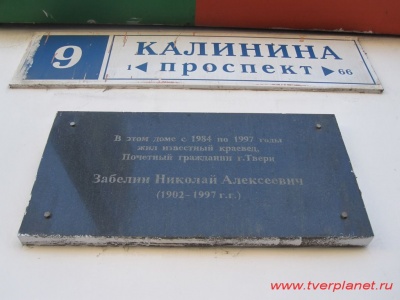 9 КАЛИНИНА
1 ◄ проспект ► 66
В этом доме с 1984 по 1997 годы
жил известный краевед,
Почетный гражданин г.Твери
Забелин Николай Алексеевич
(1902-1997 г.г.)
www.tverplanet.ru